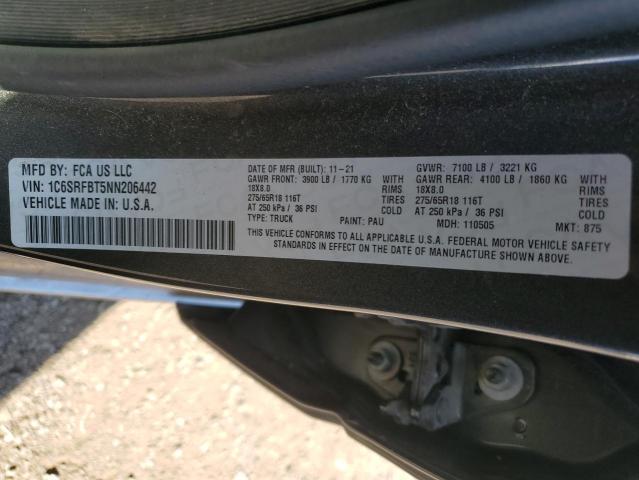 MFD BY: FCA US LLC
VIN: 1C6SRFBT5NN206442
VEHICLE MADE IN: U.S.A.
DATE OF MFR (BUILT): 11-21 GVWR: 7100 LB / 3221 KG
GAWR FRONT: 3900 LB / 1770 KG WITH GAWR REAR: 4100 LB / 1860 KG WITH
18X8.0 RIMS 18X8.0 RIMS
275/65R18 116T TIRES 275/65R18 116T TIRES
AT 250 kPa / 36 PSI COLD AT 250 kPa / 36 PSI COLD
TYPE: TRUCK PAINT: PAU MDH: 110505 MKT: 875
THIS VEHICLE CONFORMS TO ALL APPLICABLE U.S.A. FEDERAL MOTOR VEHICLE SAFETY
STANDARDS IN EFFECT ON THE DATE OF MANUFACTURE SHOWN ABOVE.